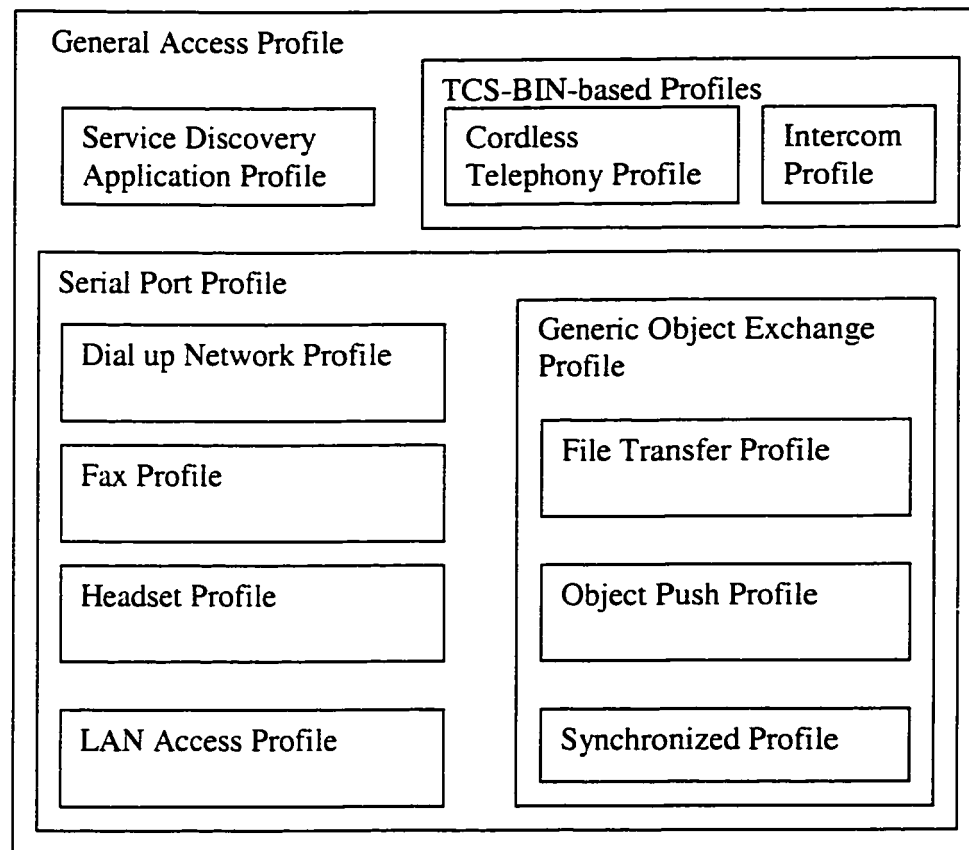 General Access Profile
TCS-BIN-based Profiles
Service Discovery
Application Profile
Cordless
Telephony Profile
Intercom
Profile
Serial Port Profile
Dial up Network Profile
Fax Profile
Headset Profile
LAN Access Profile
Generic Object Exchange
Profile
File Transfer Profile
Object Push Profile
Synchronized Profile